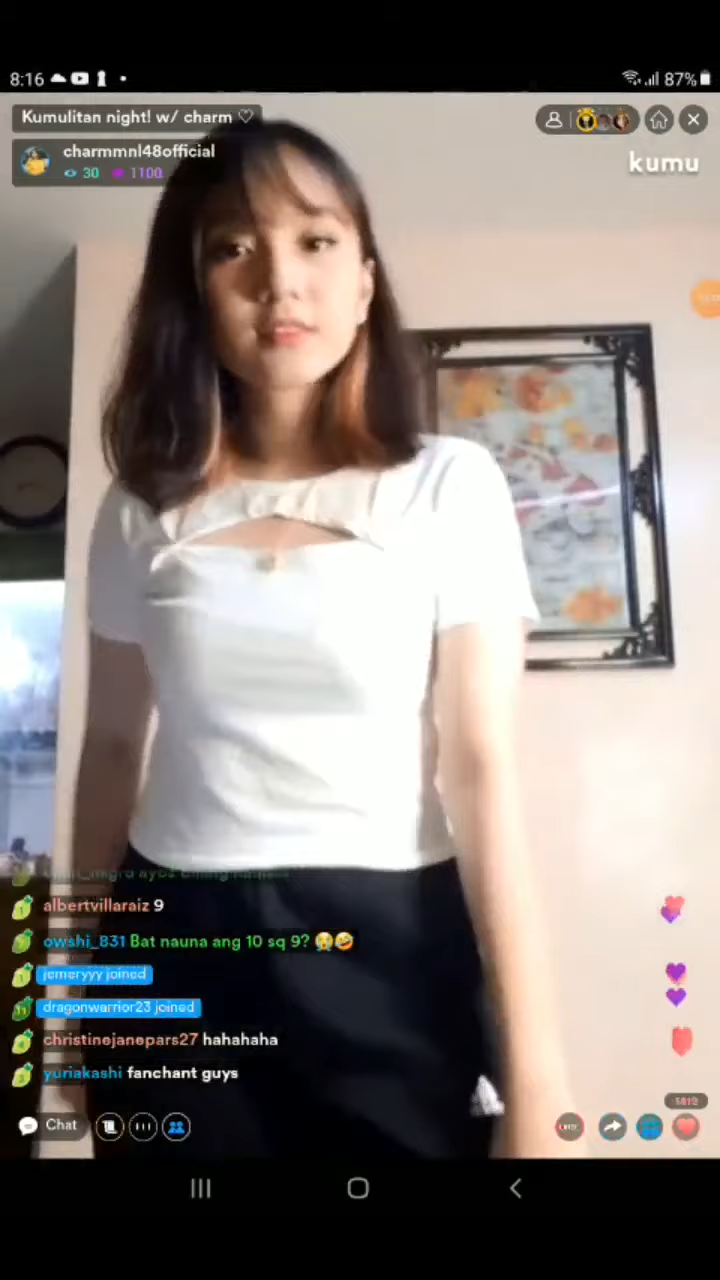 8:16
87%
Kumulitan night! w/ charm ♡
charmmnl48official
30 1100
kumu
albertvillaraiz 9
owshi_831 Bat nauna ang 10 sq 9? 😭🤣
jemeryyy joined
dragonwarrior23 joined
christinejanepars27 hahahaha
yuriakashi fanchant guys
Chat